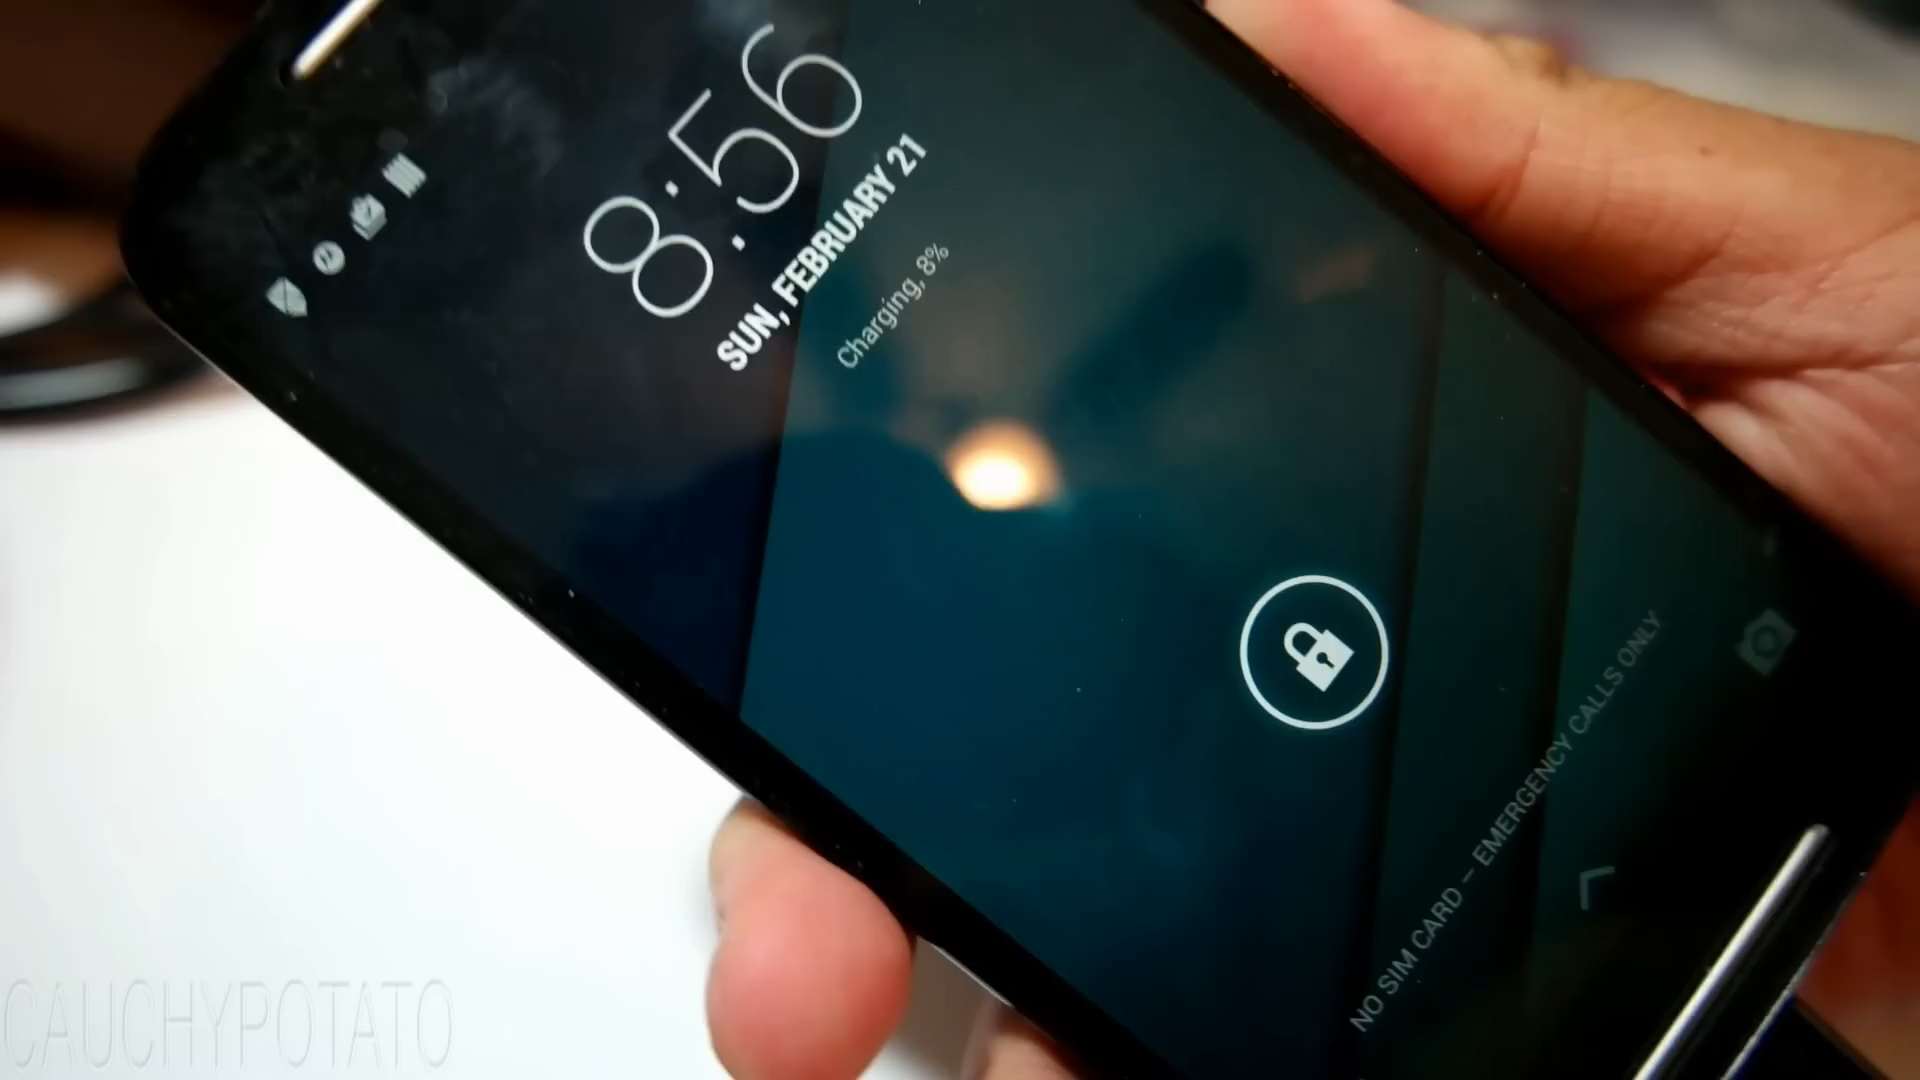 8:56
SUN, FEBRUARY 21
Charging, 8%
NO SIM CARD – EMERGENCY CALLS ONLY
CAUCHYPOTATO